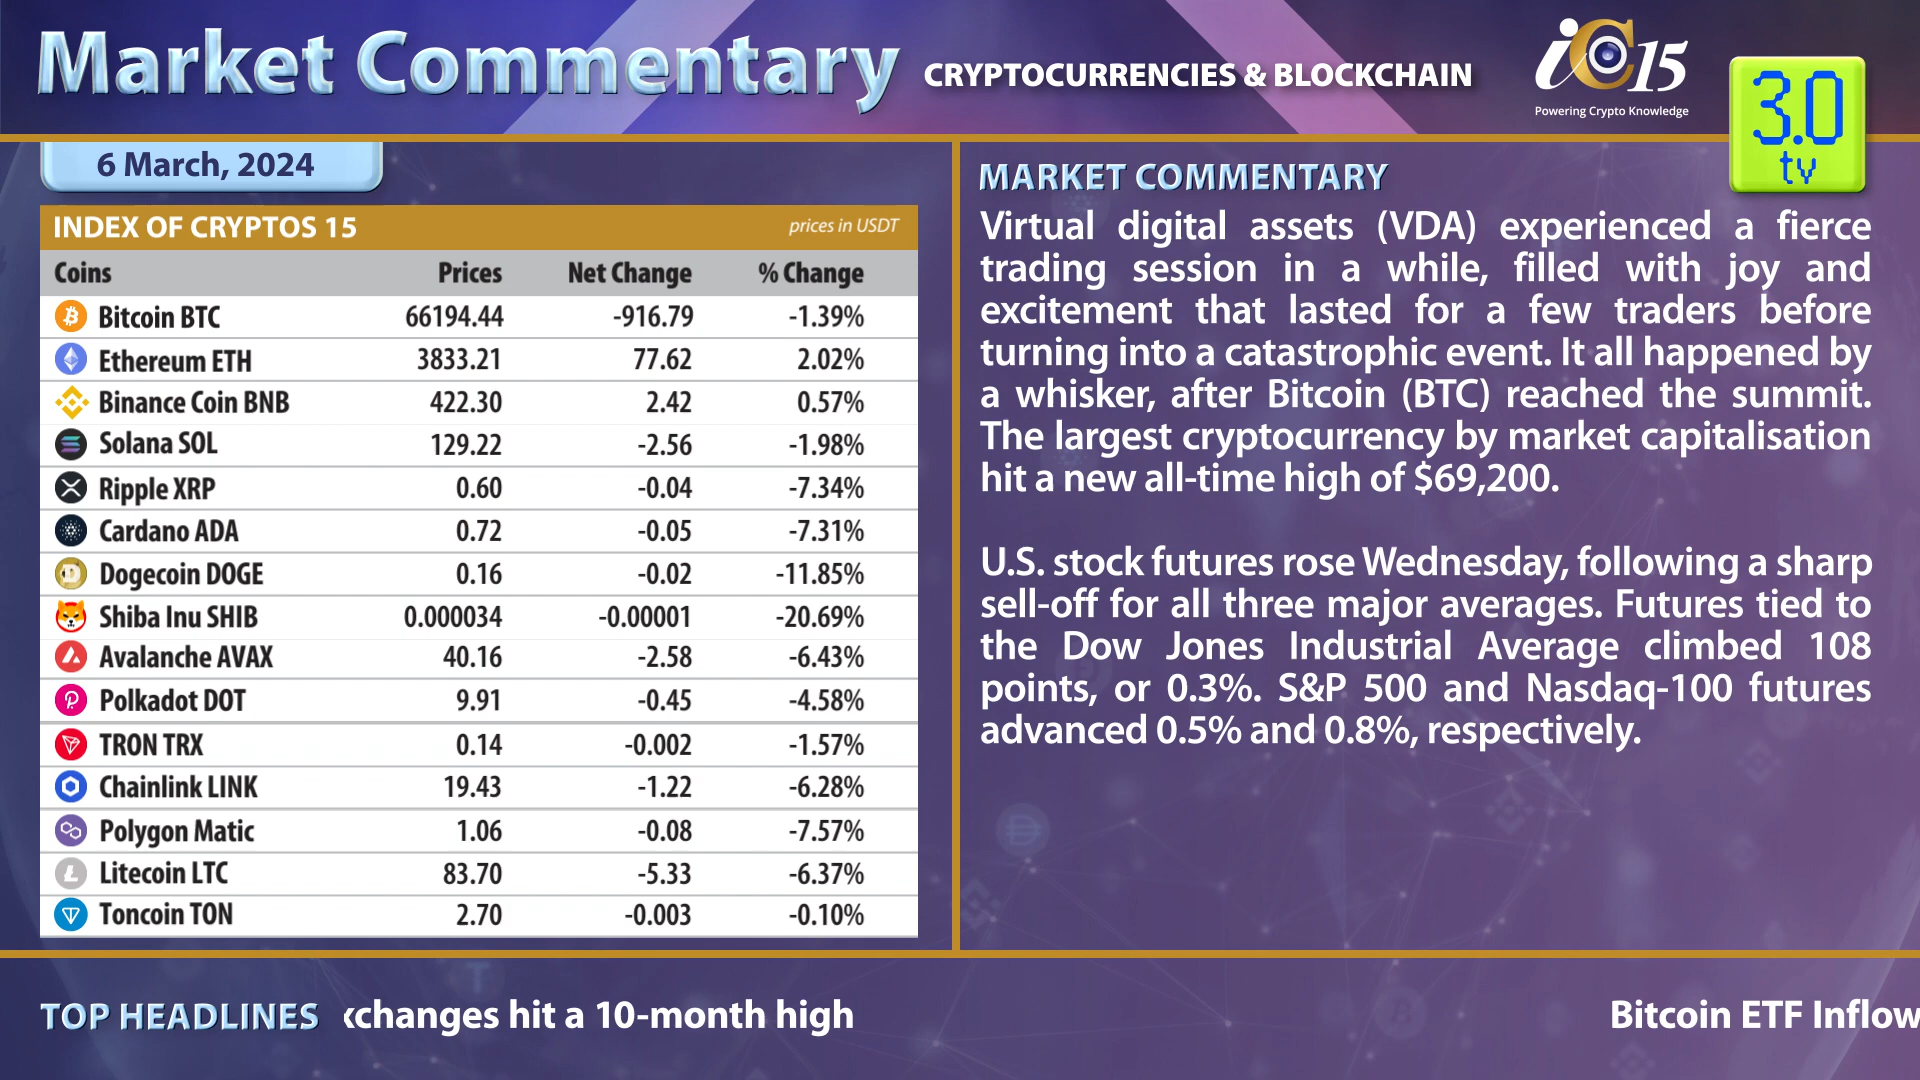 Market Commentary CRYPTOCURRENCIES & BLOCKCHAIN
iC15
Powering Crypto Knowledge
3.0
tv
6 March, 2024
INDEX OF CRYPTOS 15 prices in USDT
Coins Prices Net Change % Change
Bitcoin BTC 66194.44 -916.79 -1.39%
Ethereum ETH 3833.21 77.62 2.02%
Binance Coin BNB 422.30 2.42 0.57%
Solana SOL 129.22 -2.56 -1.98%
Ripple XRP 0.60 -0.04 -7.34%
Cardano ADA 0.72 -0.05 -7.31%
Dogecoin DOGE 0.16 -0.02 -11.85%
Shiba Inu SHIB 0.000034 -0.00001 -20.69%
Avalanche AVAX 40.16 -2.58 -6.43%
Polkadot DOT 9.91 -0.45 -4.58%
TRON TRX 0.14 -0.002 -1.57%
Chainlink LINK 19.43 -1.22 -6.28%
Polygon Matic 1.06 -0.08 -7.57%
Litecoin LTC 83.70 -5.33 -6.37%
Toncoin TON 2.70 -0.003 -0.10%
MARKET COMMENTARY
Virtual digital assets (VDA) experienced a fierce
trading session in a while, filled with joy and
excitement that lasted for a few traders before
turning into a catastrophic event. It all happened by
a whisker, after Bitcoin (BTC) reached the summit.
The largest cryptocurrency by market capitalisation
hit a new all-time high of $69,200.
U.S. stock futures rose Wednesday, following a sharp
sell-off for all three major averages. Futures tied to
the Dow Jones Industrial Average climbed 108
points, or 0.3%. S&P 500 and Nasdaq-100 futures
advanced 0.5% and 0.8%, respectively.
TOP HEADLINES xchanges hit a 10-month high Bitcoin ETF Inflow